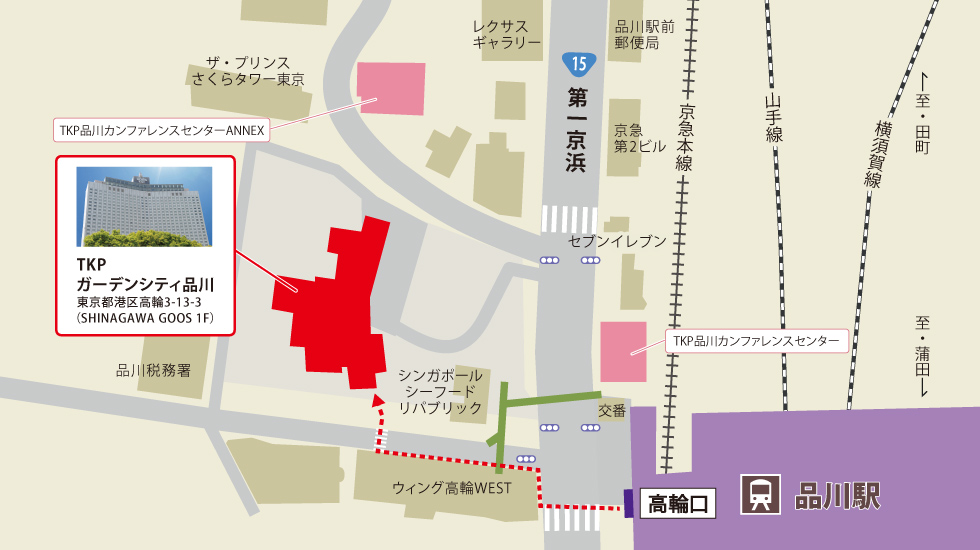 レクサス
ギャラリー
品川駅前
郵便局
15
第一京浜
ザ・プリンス
さくらタワー東京
TKP品川カンファレンスセンターANNEX
京急
第2ビル
京急本線
山手線
横須賀線
至・田町
TKP
ガーデンシティ品川
東京都港区高輪3-13-3
(SHINAGAWA GOOS 1F)
セブンイレブン
TKP品川カンファレンスセンター
至・蒲田
品川税務署
シンガポール
シーフード
リパブリック
交番
ウィング高輪WEST
高輪口
品川駅